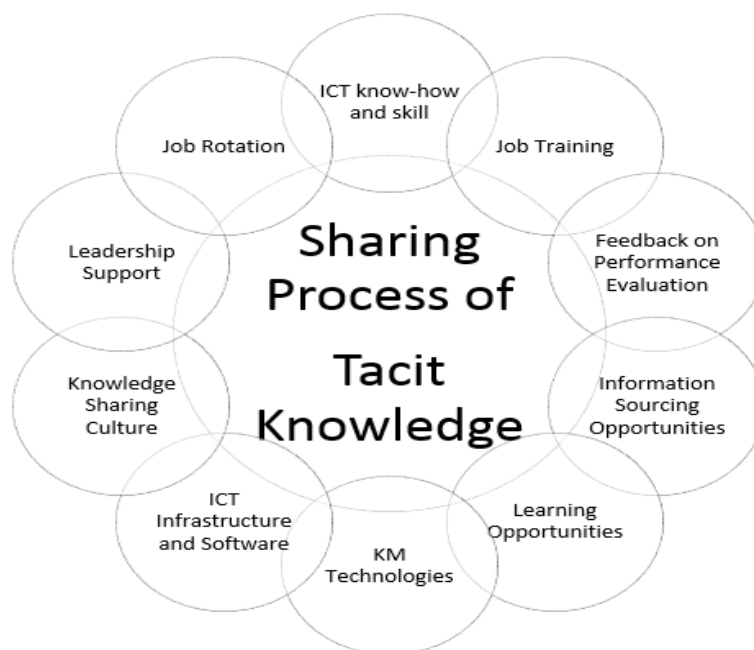 ICT know-how
and skill
Job Training
Feedback on
Performance
Evaluation
Information
Sourcing
Opportunities
Learning
Opportunities
KM
Technologies
ICT
Infrastructure
and Software
Knowledge
Sharing
Culture
Leadership
Support
Job Rotation
Sharing
Process of
Tacit
Knowledge